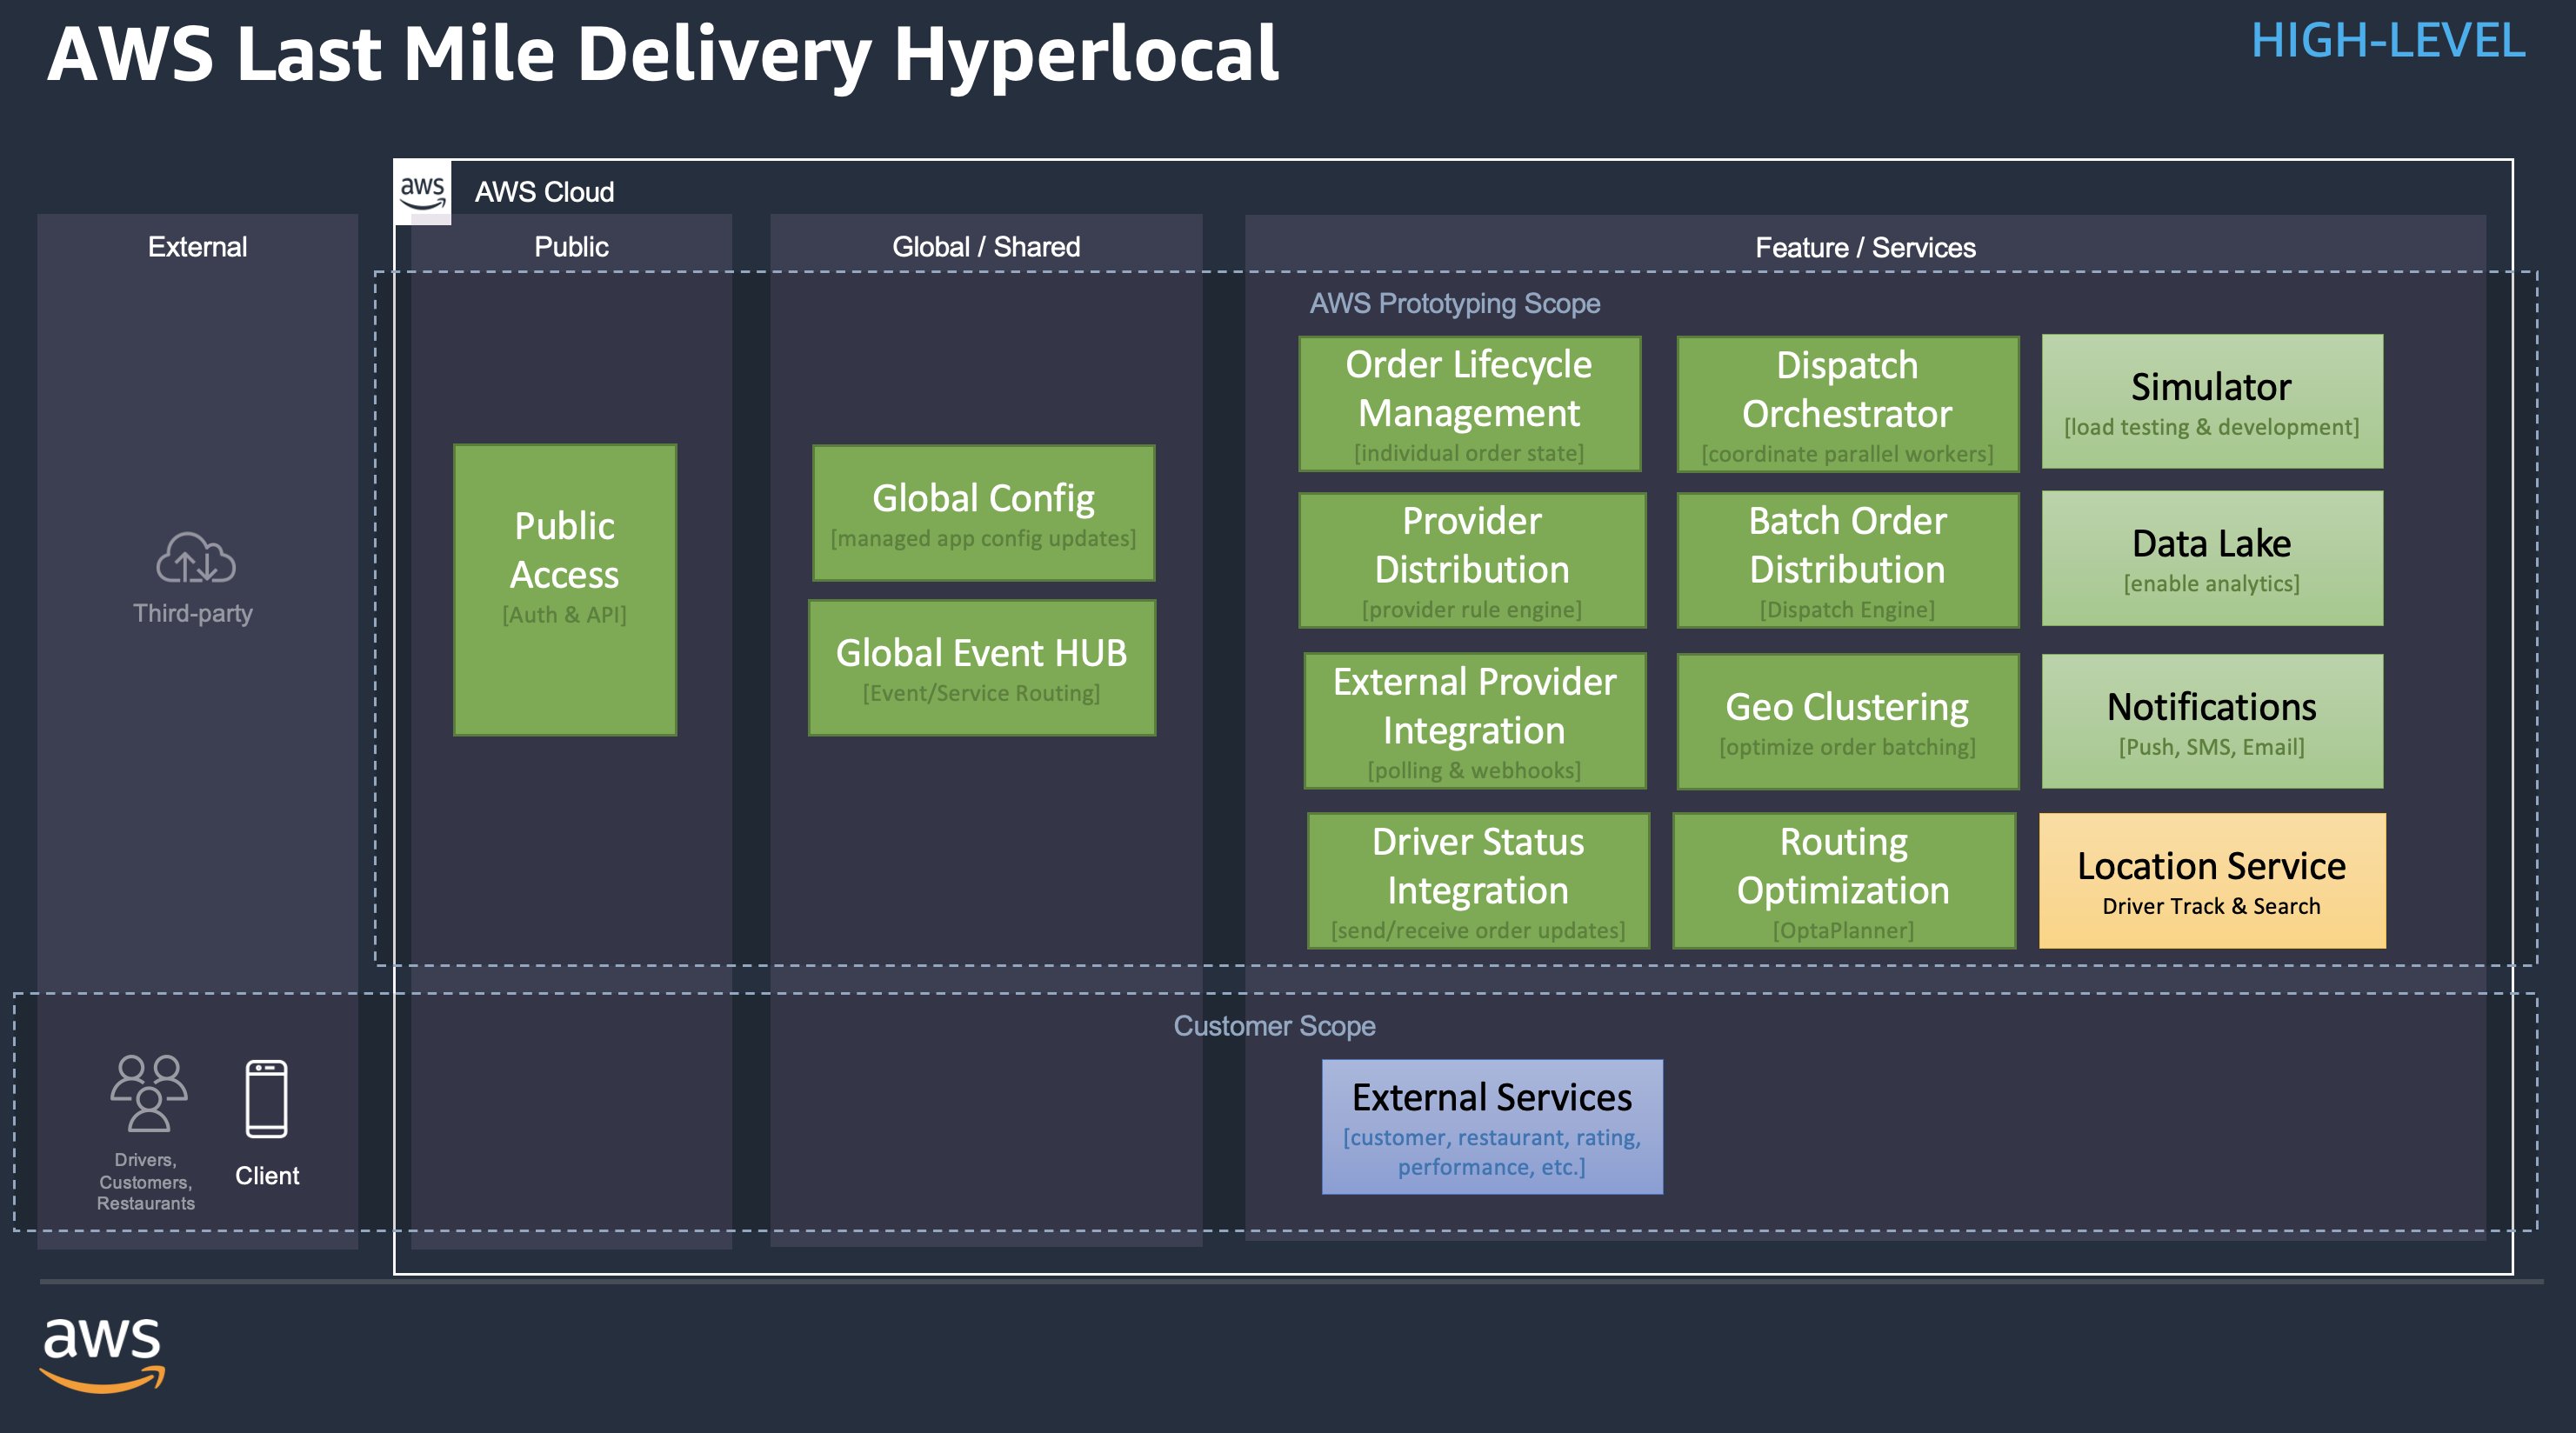 AWS Last Mile Delivery Hyperlocal
HIGH-LEVEL
aws
AWS Cloud
External
Public
Global / Shared
Feature / Services
AWS Prototyping Scope
Third-party
Public
Access
[Auth & API]
Global Config
[managed app config updates]
Global Event HUB
[Event/Service Routing]
Order Lifecycle
Management
[individual order state]
Dispatch
Orchestrator
[coordinate parallel workers]
Simulator
[load testing & development]
Provider
Distribution
[provider rule engine]
Batch Order
Distribution
[Dispatch Engine]
Data Lake
[enable analytics]
External Provider
Integration
[polling & webhooks]
Geo Clustering
[optimize order batching]
Notifications
[Push, SMS, Email]
Driver Status
Integration
[send/receive order updates]
Routing
Optimization
[OptaPlanner]
Location Service
Driver Track & Search
Customer Scope
Drivers,
Customers,
Restaurants
Client
External Services
[customer, restaurant, rating,
performance, etc.]
aws